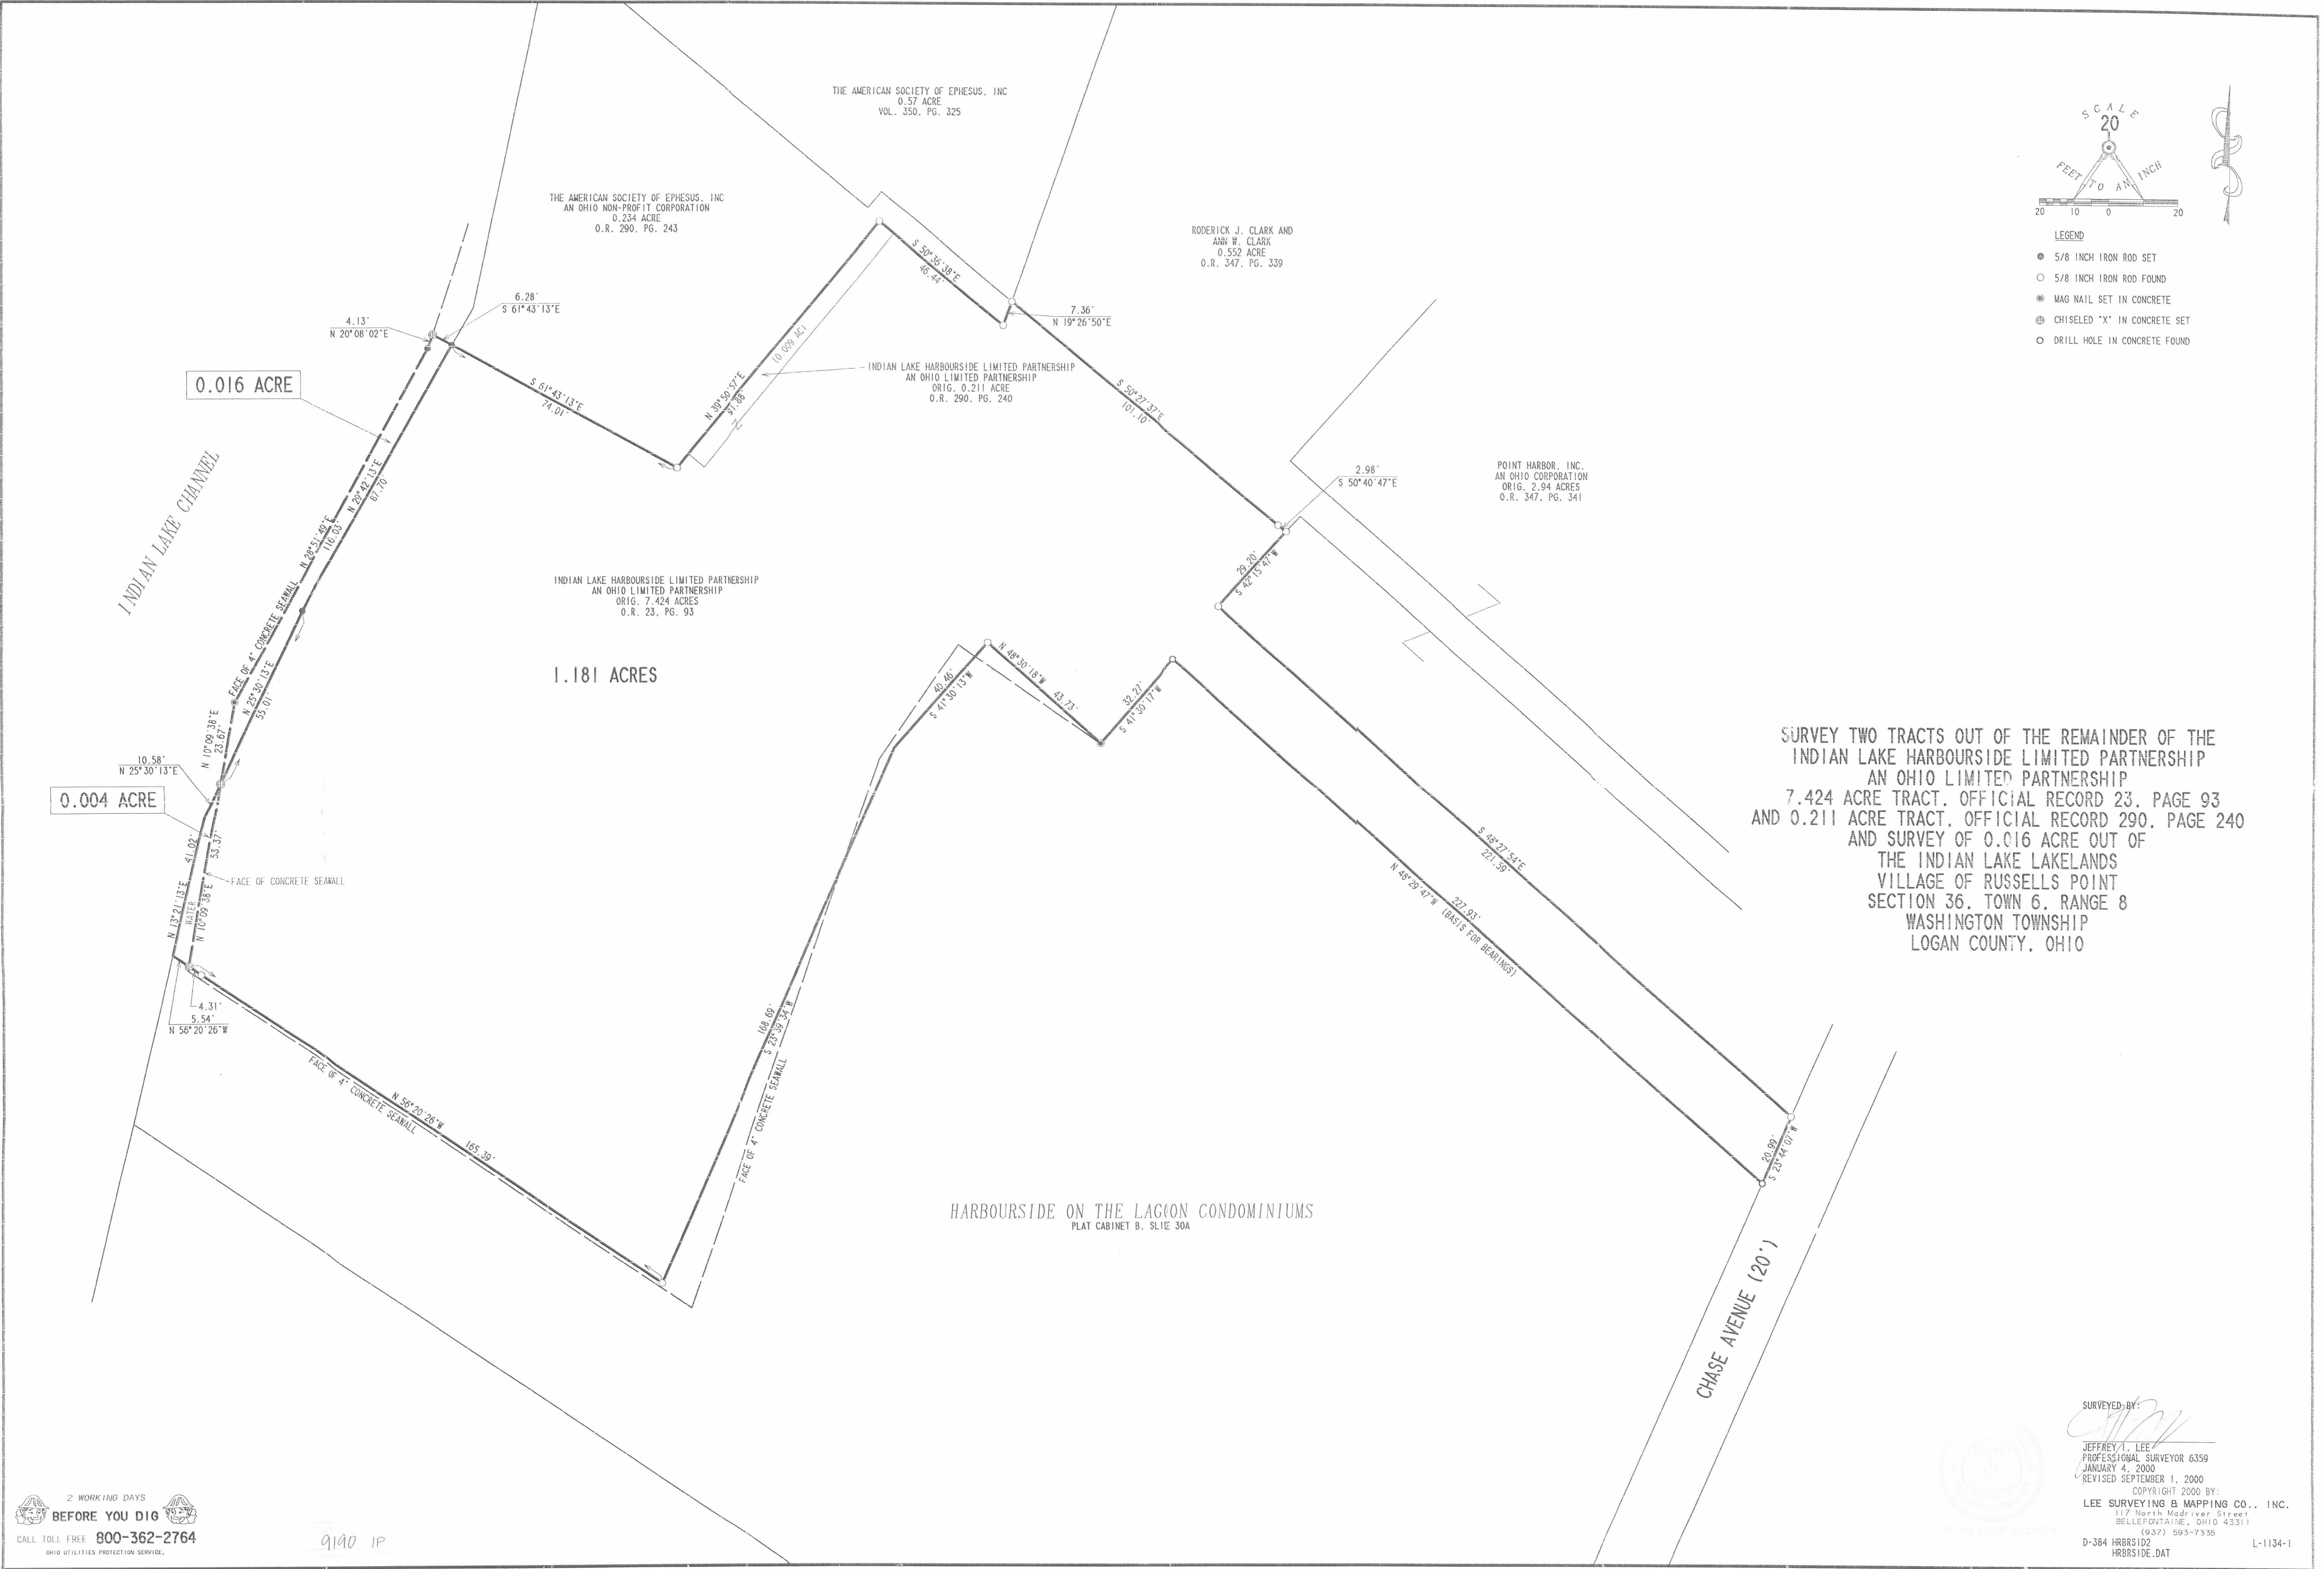 THE AMERICAN SOCIETY OF EPHESUS, INC
0.57 ACRE
VOL. 350, PG. 325
THE AMERICAN SOCIETY OF EPHESUS, INC
AN OHIO NON-PROFIT CORPORATION
0.234 ACRE
O.R. 290, PG. 243
RODERICK J. CLARK AND
ANN W. CLARK
0.552 ACRE
O.R. 347, PG. 339
SCALE
20
FEET TO AN INCH
20 10 0 20
LEGEND
5/8 INCH IRON ROD SET
5/8 INCH IRON ROD FOUND
MAG NAIL SET IN CONCRETE
CHISELED "X" IN CONCRETE SET
DRILL HOLE IN CONCRETE FOUND
S 50°36'38"E
46.44'
6.28'
S 61°43'13"E
4.13'
N 20°08'02"E
7.36'
N 19°26'50"E
0.016 ACRE
S 61°43'13"E
74.01'
N 39°50'57"E
91.68'
(0.009 AC)
INDIAN LAKE HARBOURSIDE LIMITED PARTNERSHIP
AN OHIO LIMITED PARTNERSHIP
ORIG. 0.211 ACRE
O.R. 290, PG. 240
S 50°27'37"E
101.10'
2.98'
S 50°40'47"E
POINT HARBOR, INC.
AN OHIO CORPORATION
ORIG. 2.94 ACRES
O.R. 347, PG. 341
INDIAN LAKE CHANNEL
N 29°42'13"E
87.70'
N 28°51'49"E
116.03'
FACE OF 4" CONCRETE SEAWALL
29.20'
S 42°15'47"W
INDIAN LAKE HARBOURSIDE LIMITED PARTNERSHIP
AN OHIO LIMITED PARTNERSHIP
ORIG. 7.424 ACRES
O.R. 23, PG. 93
1.181 ACRES
N 25°30'13"E
55.01'
N 10°09'38"E
23.67'
10.58'
N 25°30'13"E
0.004 ACRE
40.46'
S 41°30'13"W
N 48°30'18"W
43.73'
32.27'
S 41°30'17"W
SURVEY TWO TRACTS OUT OF THE REMAINDER OF THE
INDIAN LAKE HARBOURSIDE LIMITED PARTNERSHIP
AN OHIO LIMITED PARTNERSHIP
7.424 ACRE TRACT, OFFICIAL RECORD 23, PAGE 93
AND 0.211 ACRE TRACT, OFFICIAL RECORD 290, PAGE 240
AND SURVEY OF 0.016 ACRE OUT OF
THE INDIAN LAKE LAKELANDS
VILLAGE OF RUSSELLS POINT
SECTION 36, TOWN 6, RANGE 8
WASHINGTON TOWNSHIP
LOGAN COUNTY, OHIO
N 13°21'13"E 41.02'
WATER
N 10°09'38"E 53.37'
FACE OF CONCRETE SEAWALL
4.31'
5.54'
N 56°20'26"W
S 48°27'54"E
221.59'
227.93'
N 48°29'47"W (BASIS FOR BEARINGS)
168.69'
S 23°39'34"W
FACE OF 4" CONCRETE SEAWALL
FACE OF 4" CONCRETE SEAWALL
N 56°20'26"W 165.39'
20.99'
S 23°44'07"W
HARBOURSIDE ON THE LAGOON CONDOMINIUMS
PLAT CABINET B, SLIE 30A
CHASE AVENUE (20')
SURVEYED BY:
JEFFREY I. LEE
PROFESSIONAL SURVEYOR 6359
JANUARY 4, 2000
REVISED SEPTEMBER 1, 2000
COPYRIGHT 2000 BY:
LEE SURVEYING & MAPPING CO., INC.
117 North Madriver Street
BELLEFONTAINE, OHIO 43311
(937) 593-7335
D-384 HRBRSID2 L-1134-1
HRBRSIDE.DAT
2 WORKING DAYS
BEFORE YOU DIG
CALL TOLL FREE 800-362-2764
OHIO UTILITIES PROTECTION SERVICE.
9190 1P